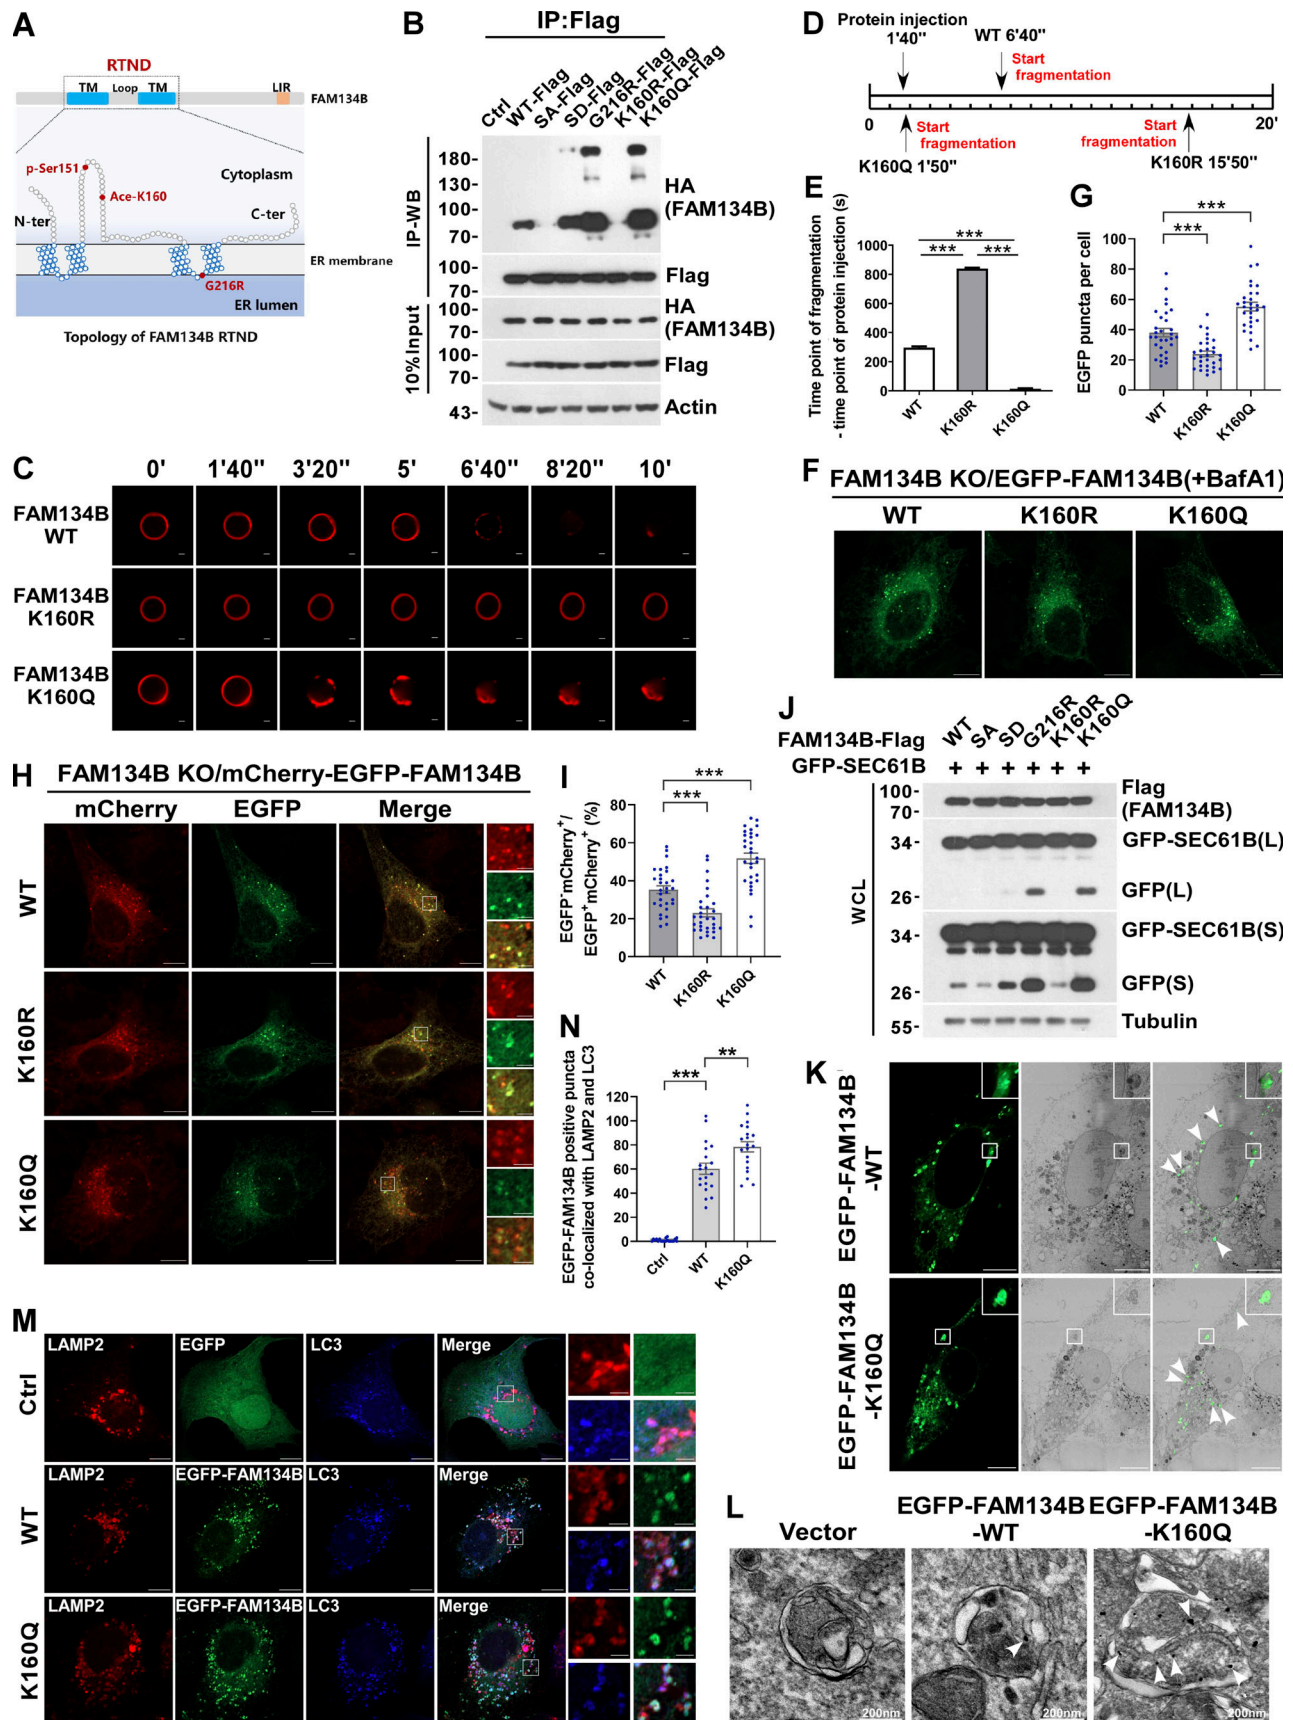 A
RTND
TM
Loop
TM
LIR
FAM134B
p-Ser151
Cytoplasm
Ace-K160
N-ter
C-ter
ER membrane
G216R
ER lumen
Topology of FAM134B RTND
B
IP:Flag
Ctrl
WT-Flag
SA-Flag
SD-Flag
G216R-Flag
K160R-Flag
K160Q-Flag
IP-WB
180-
130-
100-
70-
HA
(FAM134B)
100-
70-
Flag
10%Input
100-
70-
HA
(FAM134B)
100-
70-
Flag
43-
Actin
C
0'
1'40"
3'20"
5'
6'40"
8'20"
10'
FAM134B
WT
FAM134B
K160R
FAM134B
K160Q
D
Protein injection
1'40"
WT 6'40"
Start
fragmentation
0
20'
Start
fragmentation
K160Q 1'50"
Start
fragmentation
K160R 15'50"
E
Time point of fragmentation
- time point of protein injection (s)
1000
800
600
400
200
0
***
***
***
WT
K160R
K160Q
G
EGFP puncta per cell
100
80
60
40
20
0
***
***
WT
K160R
K160Q
F
FAM134B KO/EGFP-FAM134B(+BafA1)
WT
K160R
K160Q
H
FAM134B KO/mCherry-EGFP-FAM134B
mCherry
EGFP
Merge
WT
K160R
K160Q
I
EGFP-mCherry+/
EGFP+mCherry+ (%)
80
60
40
20
0
***
***
WT
K160R
K160Q
J
WT
SA
SD
G216R
K160R
K160Q
FAM134B-Flag
GFP-SEC61B
+ + + + + +
WCL
100-
70-
Flag
(FAM134B)
34-
GFP-SEC61B(L)
26-
GFP(L)
34-
GFP-SEC61B(S)
26-
GFP(S)
55-
Tubulin
N
EGFP-FAM134B positive puncta
co-localized with LAMP2 and LC3
120
100
80
60
40
20
0
***
**
Ctrl
WT
K160Q
K
EGFP-FAM134B
-WT
EGFP-FAM134B
-K160Q
M
Ctrl
LAMP2
EGFP
LC3
Merge
WT
LAMP2
EGFP-FAM134B
LC3
Merge
K160Q
LAMP2
EGFP-FAM134B
LC3
Merge
L
Vector
EGFP-FAM134B
-WT
EGFP-FAM134B
-K160Q
200nm
200nm
200nm